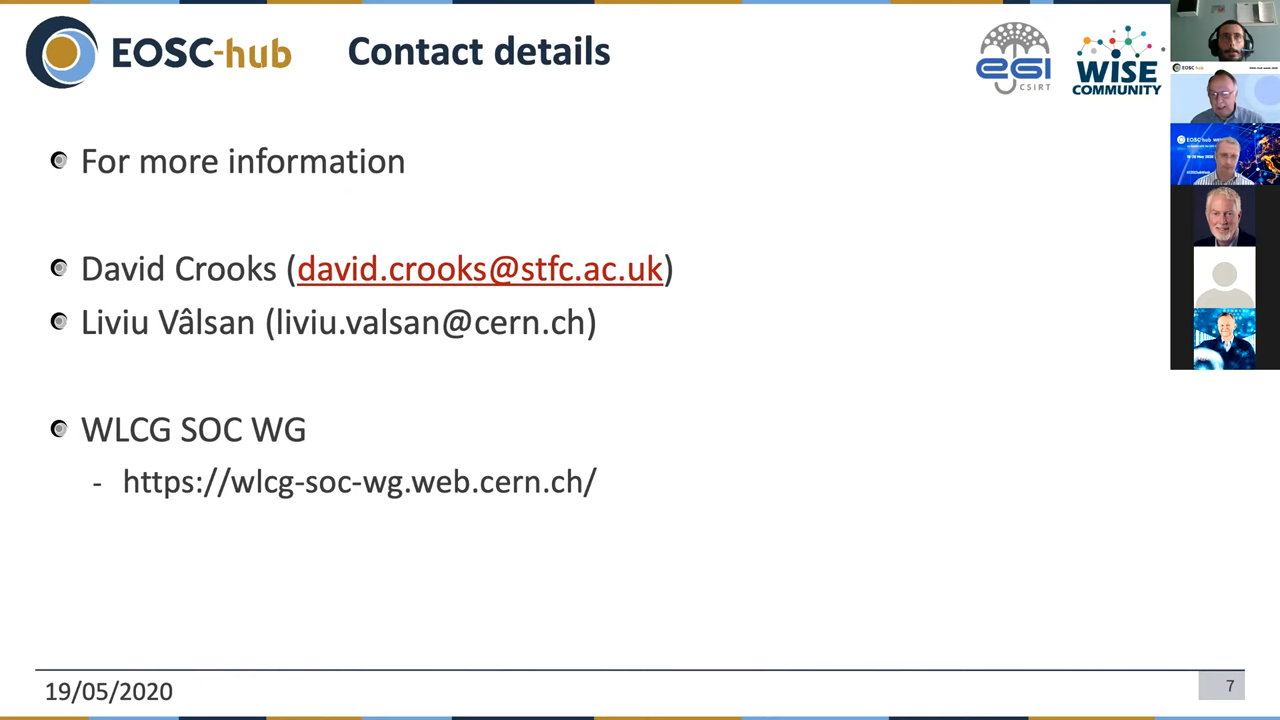 EOSC-hub
Contact details
EGI
CSIRT
WISE
COMMUNITY
For more information
David Crooks (david.crooks@stfc.ac.uk)
Liviu Vâlsan (liviu.valsan@cern.ch)
WLCG SOC WG
- https://wlcg-soc-wg.web.cern.ch/
19/05/2020
7
EOSC-hub